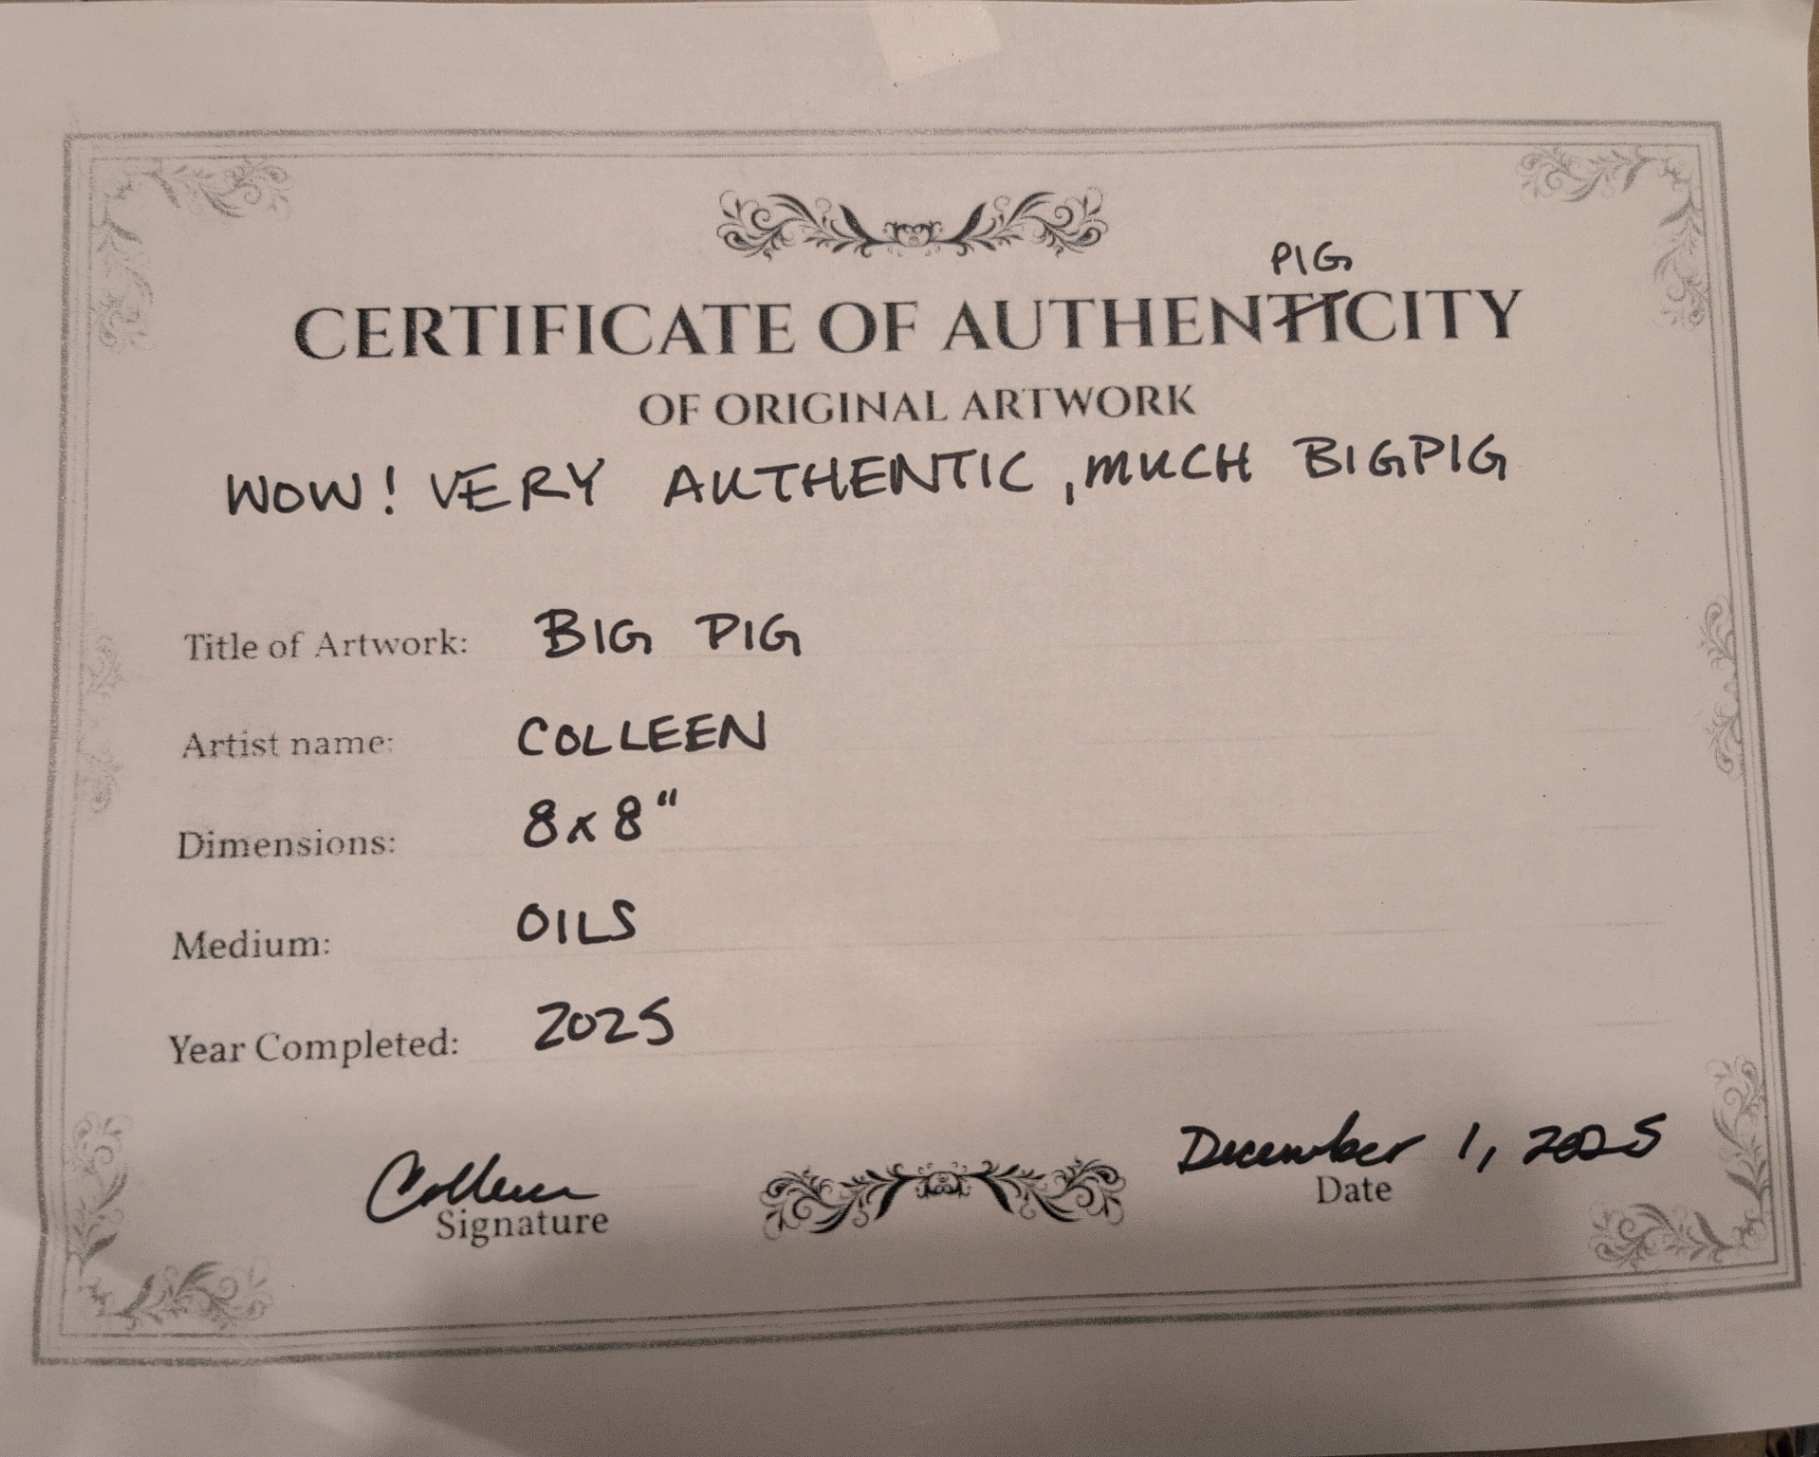 PIG
CERTIFICATE OF AUTHENTICITY
OF ORIGINAL ARTWORK
WOW! VERY AUTHENTIC, MUCH BIGPIG
Title of Artwork: BIG PIG
Artist name: COLLEEN
Dimensions: 8x8"
Medium: OILS
Year Completed: 2025
Colleen December 1, 2025
Signature Date